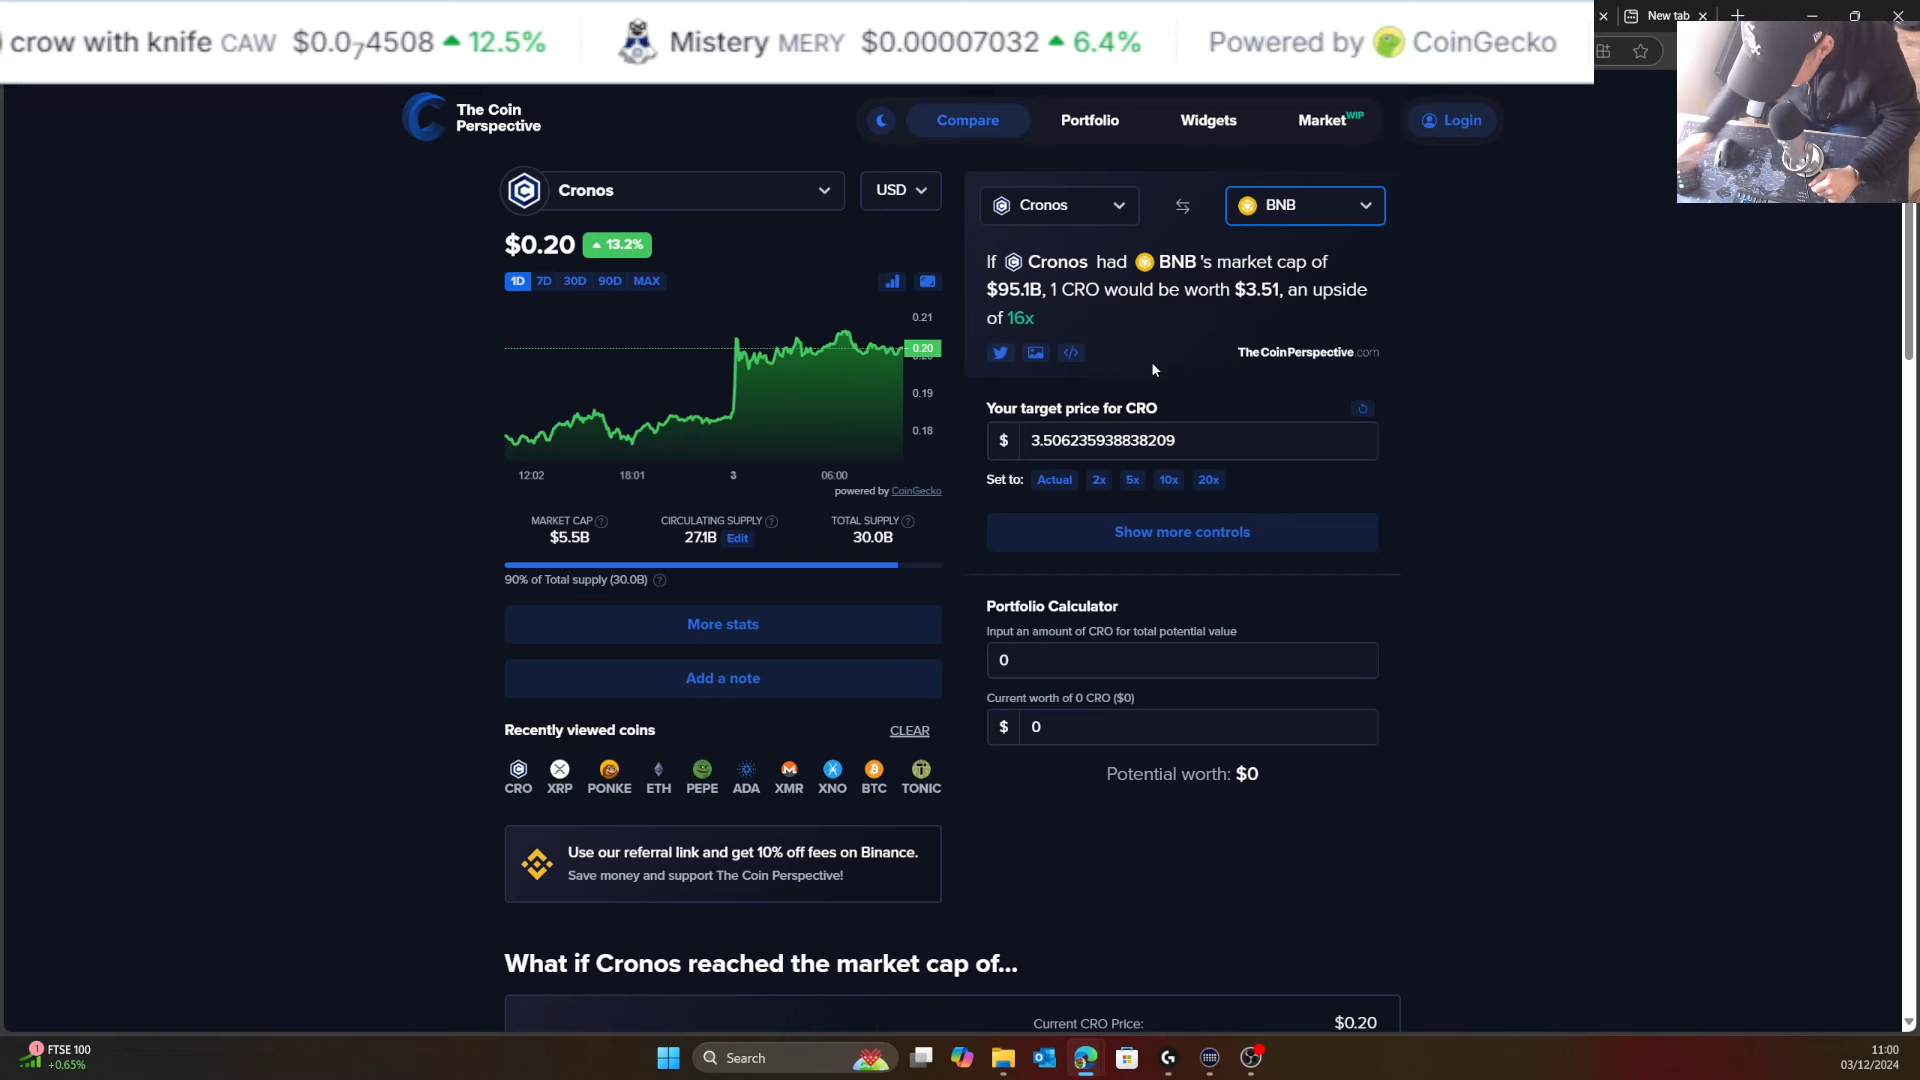 crow with knife CAW $0.0₇4508 ▲ 12.5% Mistery MERY $0.00007032 ▲ 6.4% Powered by CoinGecko
New tab
The Coin
Perspective
Compare
Portfolio
Widgets
Market WIP
Login
Cronos
USD
$0.20 ▲ 13.2%
1D 7D 30D 90D MAX
0.21
0.20
0.19
0.18
12:02 18:01 3 06:00
powered by CoinGecko
MARKET CAP ?
$5.5B
CIRCULATING SUPPLY ?
27.1B Edit
TOTAL SUPPLY ?
30.0B
90% of Total supply (30.0B) ?
More stats
Add a note
Recently viewed coins
CLEAR
CRO XRP PONKE ETH PEPE ADA XMR XNO BTC TONIC
Use our referral link and get 10% off fees on Binance.
Save money and support The Coin Perspective!
Cronos
BNB
If Cronos had BNB 's market cap of
$95.1B, 1 CRO would be worth $3.51, an upside
of 16x
TheCoinPerspective.com
Your target price for CRO
$ 3.506235938838209
Set to: Actual 2x 5x 10x 20x
Show more controls
Portfolio Calculator
Input an amount of CRO for total potential value
0
Current worth of 0 CRO ($0)
$ 0
Potential worth: $0
What if Cronos reached the market cap of...
Current CRO Price: $0.20
1
FTSE 100
+0.65%
Search
11:00
03/12/2024